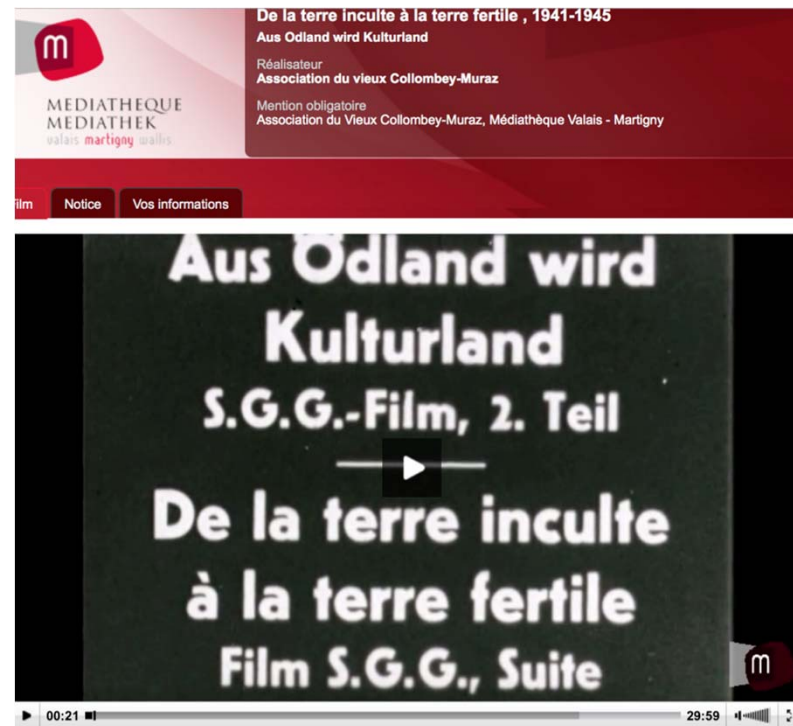 De la terre inculte à la terre fertile , 1941-1945
Aus Odland wird Kulturland
Réalisateur
Association du vieux Collombey-Muraz
Mention obligatoire
Association du Vieux Collombey-Muraz, Médiathèque Valais - Martigny
m
MEDIATHEQUE
MEDIATHEK
valais martigny wallis
Film Notice Vos informations
Aus Ödland wird
Kulturland
S.G.G.-Film, 2. Teil
De la terre inculte
à la terre fertile
Film S.G.G., Suite
m
00:21 29:59